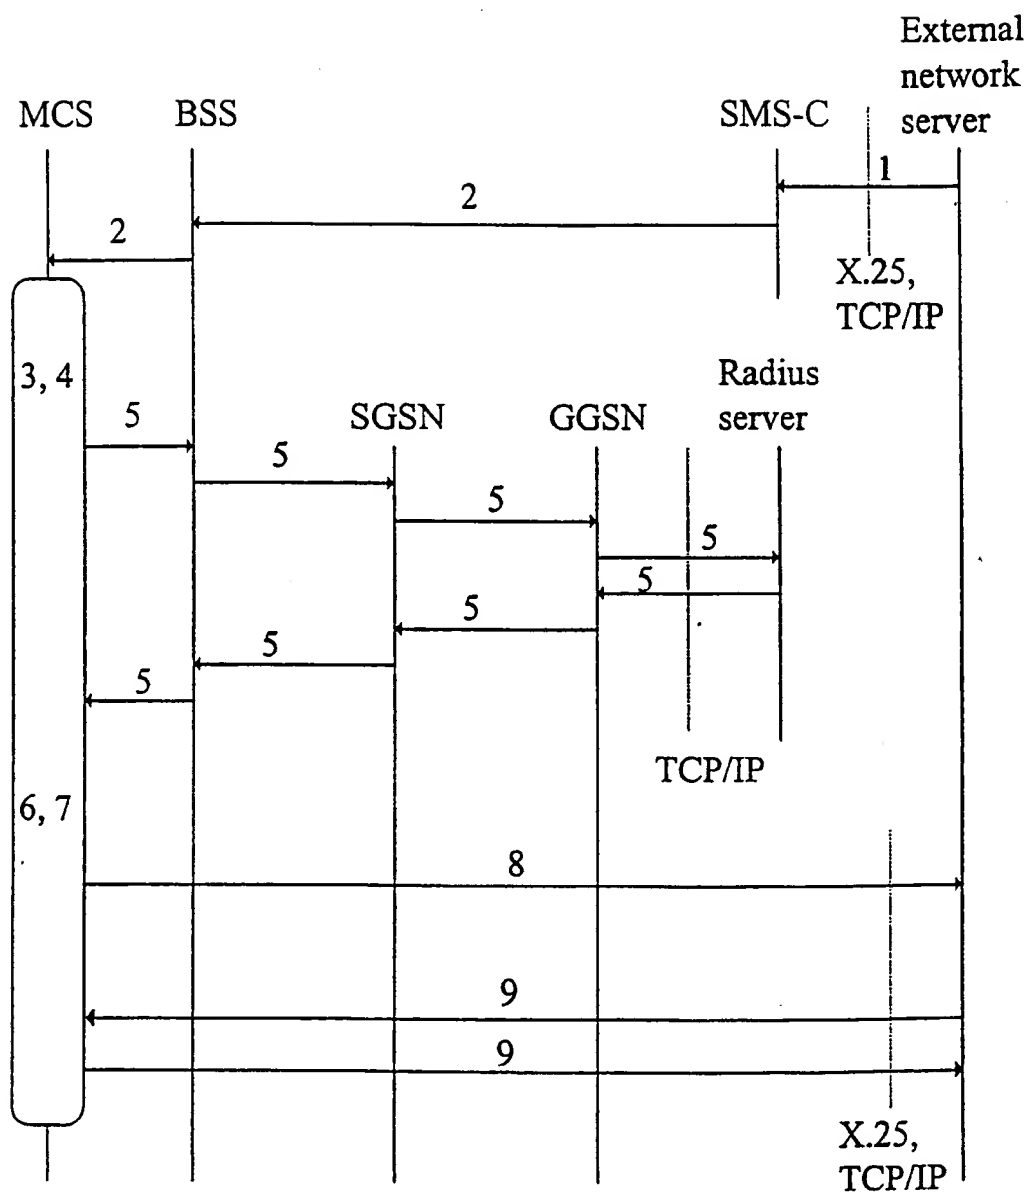 External
network
server
MCS
BSS
SMS-C
1
2
2
X.25,
TCP/IP
3, 4
Radius
server
SGSN
GGSN
5
5
5
5
5
5
5
5
TCP/IP
6, 7
8
9
9
X.25,
TCP/IP